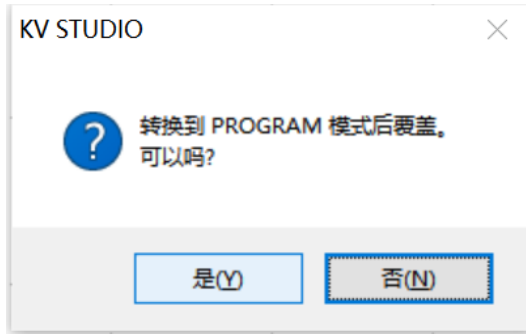 KV STUDIO
转换到 PROGRAM 模式后覆盖。
可以吗?
是(Y)
否(N)